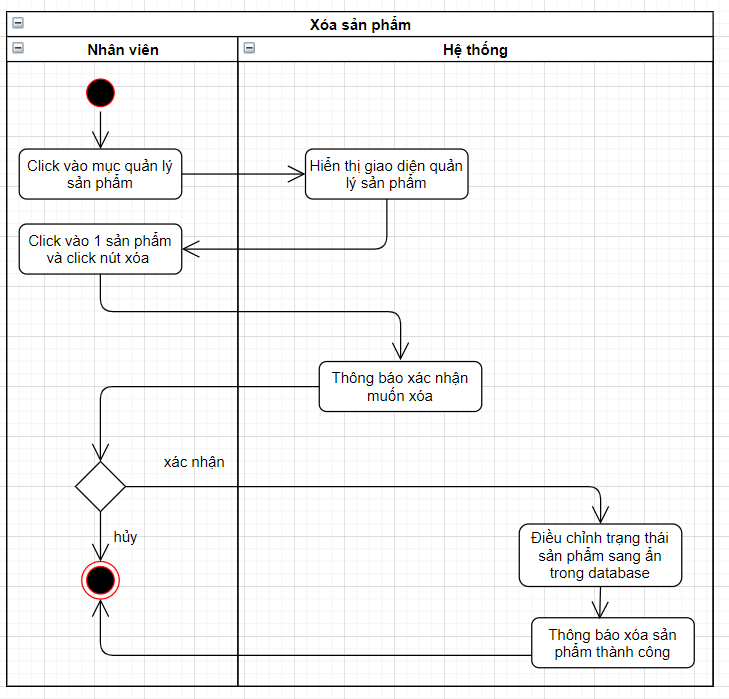 Xóa sản phẩm
Nhân viên
Hệ thống
Click vào mục quản lý
sản phẩm
Hiển thị giao diện quản
lý sản phẩm
Click vào 1 sản phẩm
và click nút xóa
Thông báo xác nhận
muốn xóa
xác nhận
hủy
Điều chỉnh trạng thái
sản phẩm sang ẩn
trong database
Thông báo xóa sản
phẩm thành công